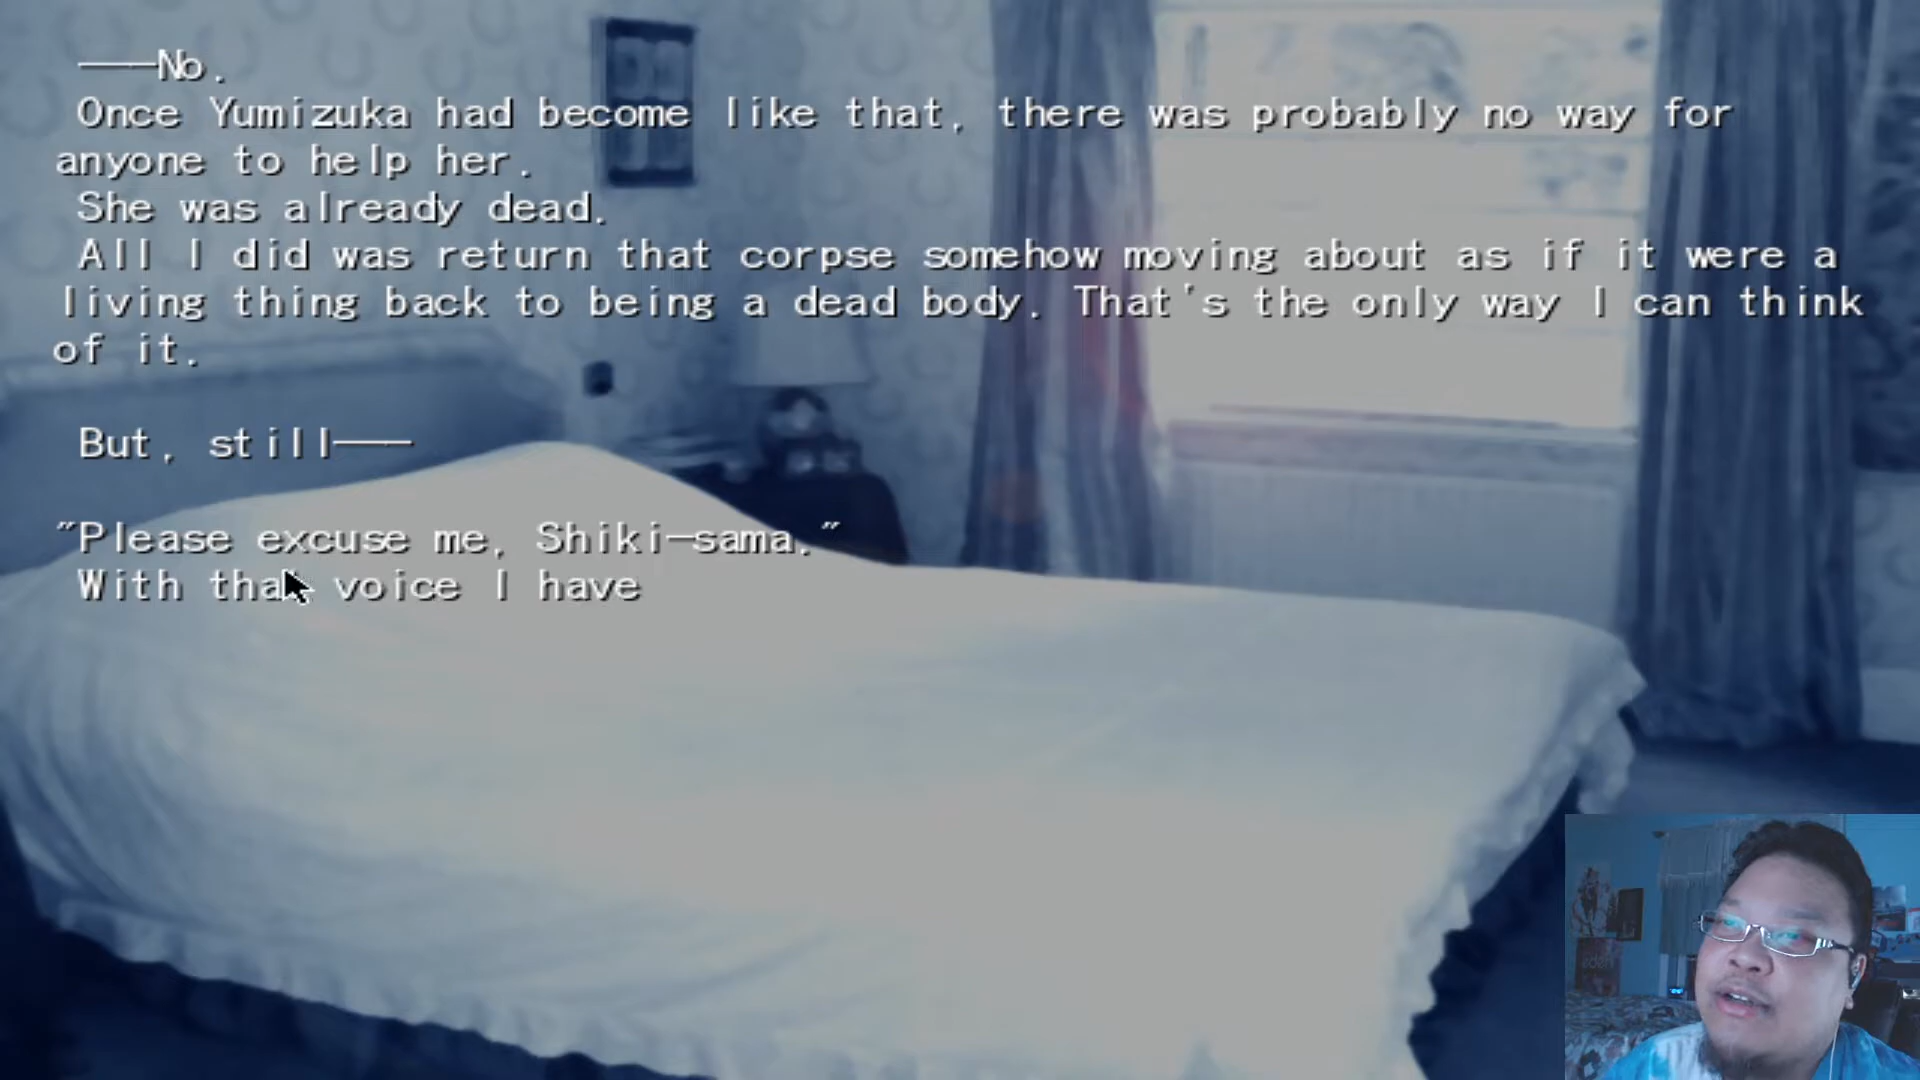 ———No.
Once Yumizuka had become like that, there was probably no way for
anyone to help her.
She was already dead.
All I did was return that corpse somehow moving about as if it were a
living thing back to being a dead body. That's the only way I can think
of it.
But, still———
"Please excuse me, Shiki-sama."
With that voice I have
eden